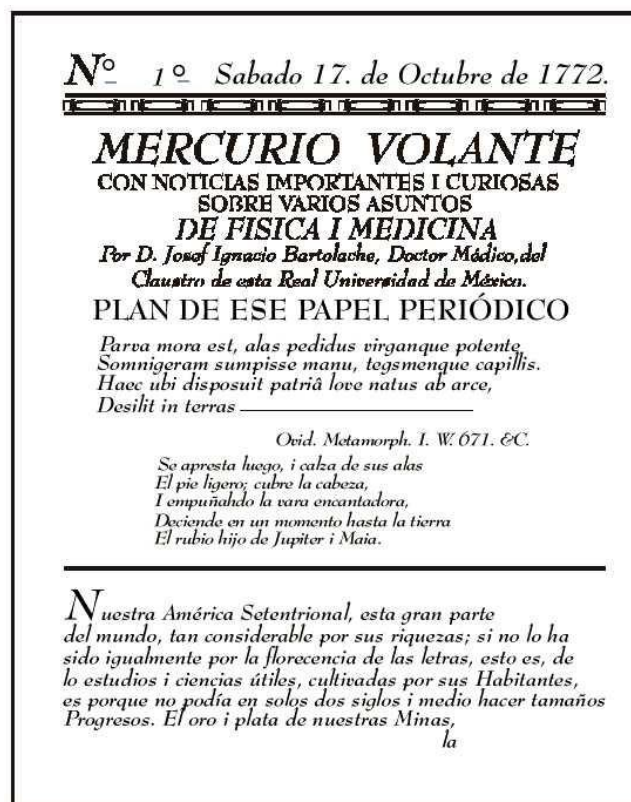 Nº 1º Sabado 17. de Octubre de 1772.
MERCURIO VOLANTE
CON NOTICIAS IMPORTANTES I CURIOSAS
SOBRE VARIOS ASUNTOS
DE FISICA I MEDICINA
Por D. Josef Ignacio Bartolache, Doctor Médico,del
Claustro de esta Real Universidad de México.
PLAN DE ESE PAPEL PERIÓDICO
Parva mora est, alas pedidus virganque potente
Somnigeram sumpisse manu, tegsmenque capillis.
Haec ubi disposuit patriâ love natus ab arce,
Desilit in terras
Ovid. Metamorph. I. W. 671. &C.
Se apresta luego, i calza de sus alas
El pie ligero; cubre la cabeza,
I empuñahdo la vara encantadora,
Deciende en un momento hasta la tierra
El rubio hijo de Jupiter i Maia.
Nuestra América Setentrional, esta gran parte
del mundo, tan considerable por sus riquezas; si no lo ha
sido igualmente por la florecencia de las letras, esto es, de
lo estudios i ciencias útiles, cultivadas por sus Habitantes,
es porque no podía en solos dos siglos i medio hacer tamaños
Progresos. El oro i plata de nuestras Minas,
la